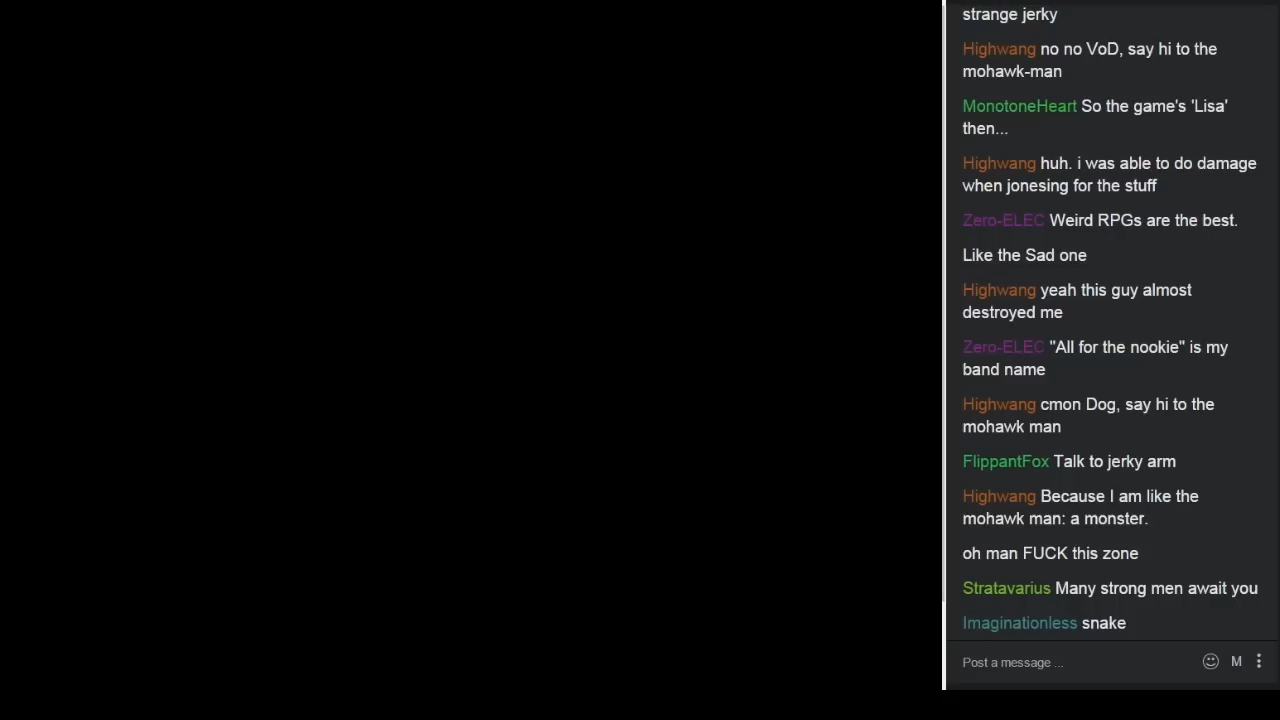 strange jerky
Highwang no no VoD, say hi to the
mohawk-man
MonotoneHeart So the game's 'Lisa'
then...
Highwang huh. i was able to do damage
when jonesing for the stuff
Zero-ELEC Weird RPGs are the best.
Like the Sad one
Highwang yeah this guy almost
destroyed me
Zero-ELEC "All for the nookie" is my
band name
Highwang cmon Dog, say hi to the
mohawk man
FlippantFox Talk to jerky arm
Highwang Because I am like the
mohawk man: a monster.
oh man FUCK this zone
Stratavarius Many strong men await you
Imaginationless snake
Post a message ... M